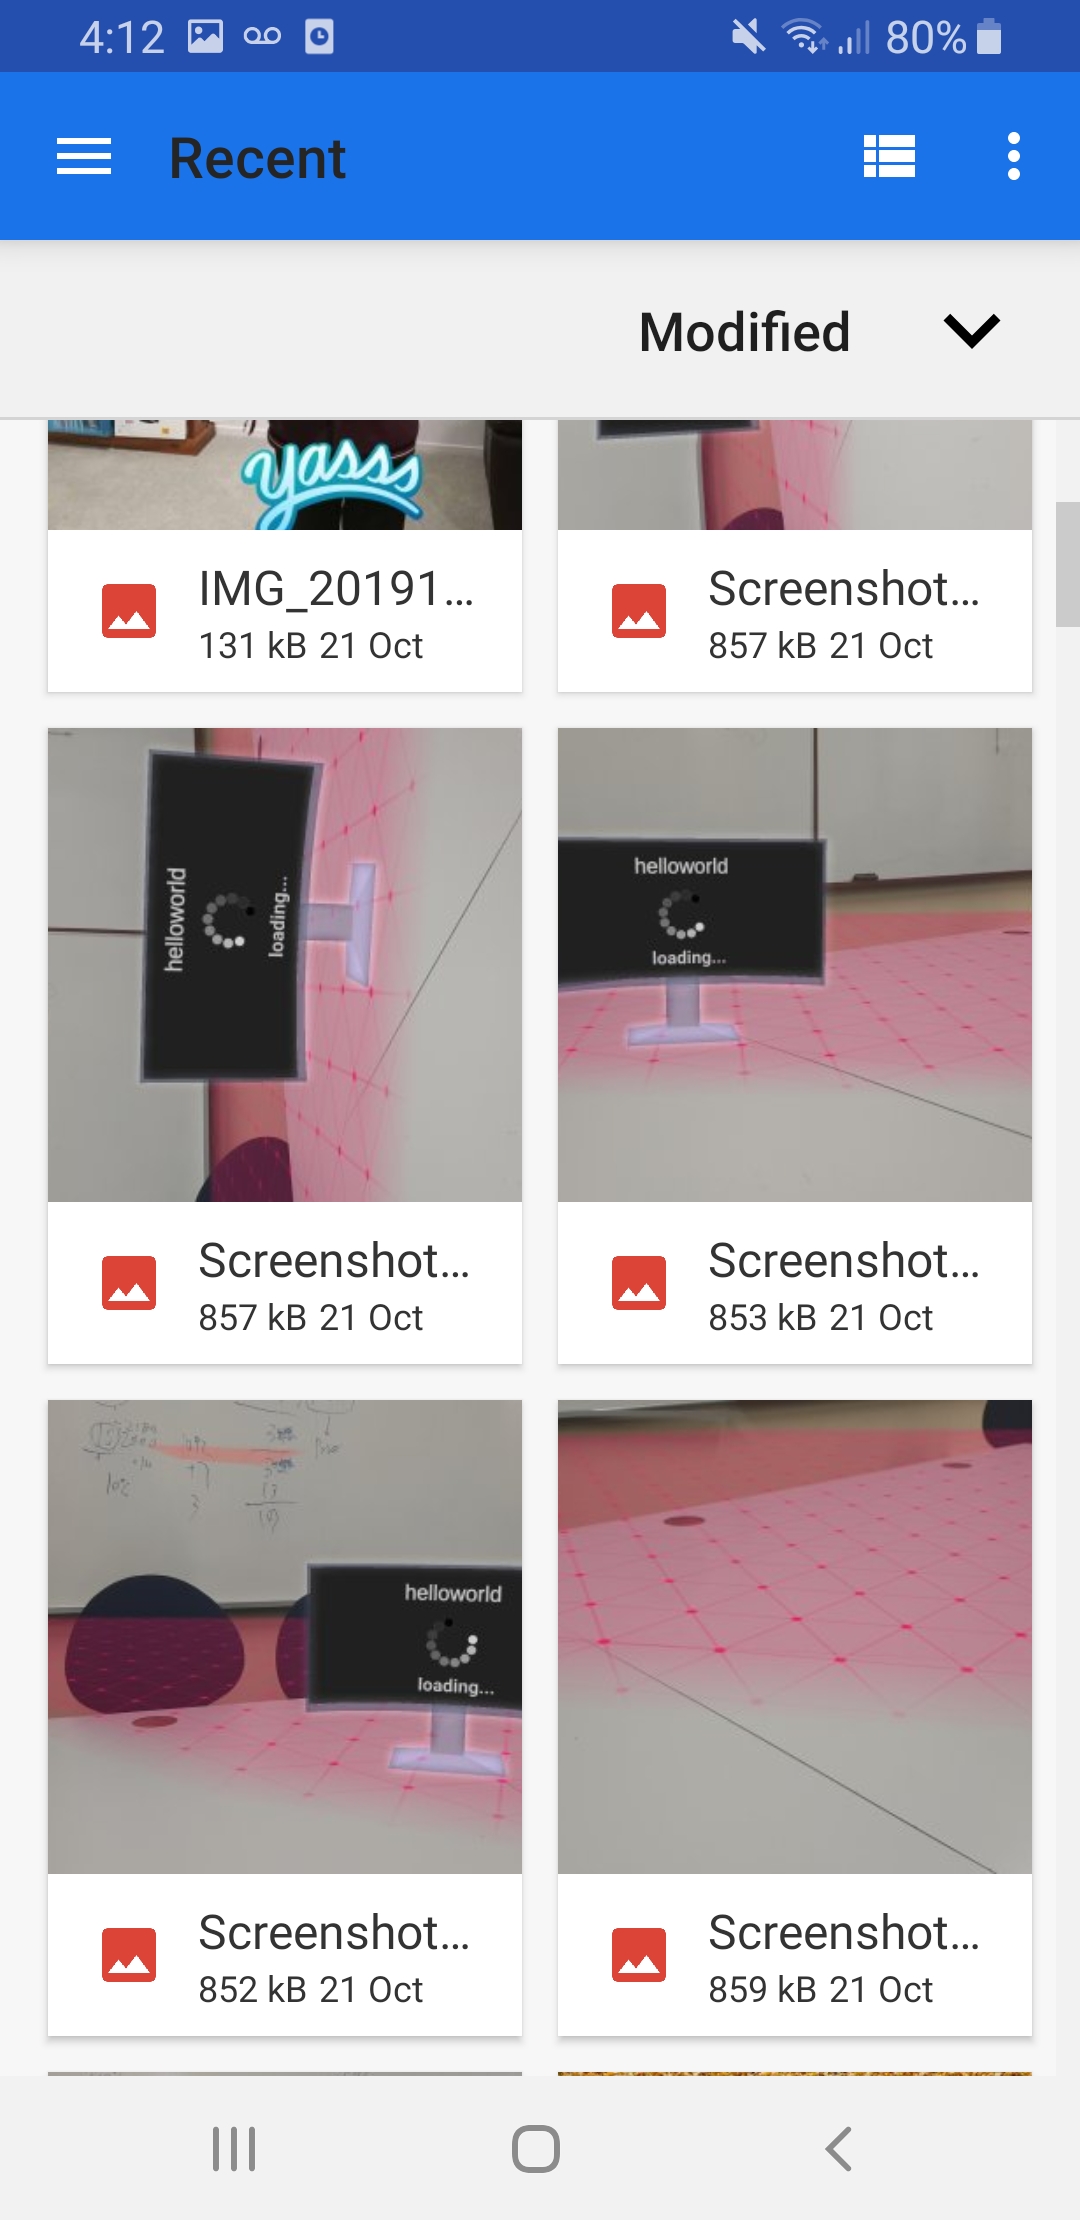 4:12 80%
Recent
Modified
yasss
IMG_20191...
131 kB 21 Oct
Screenshot...
857 kB 21 Oct
helloworld
loading...
helloworld
loading...
Screenshot...
857 kB 21 Oct
Screenshot...
853 kB 21 Oct
helloworld
loading...
Screenshot...
852 kB 21 Oct
Screenshot...
859 kB 21 Oct